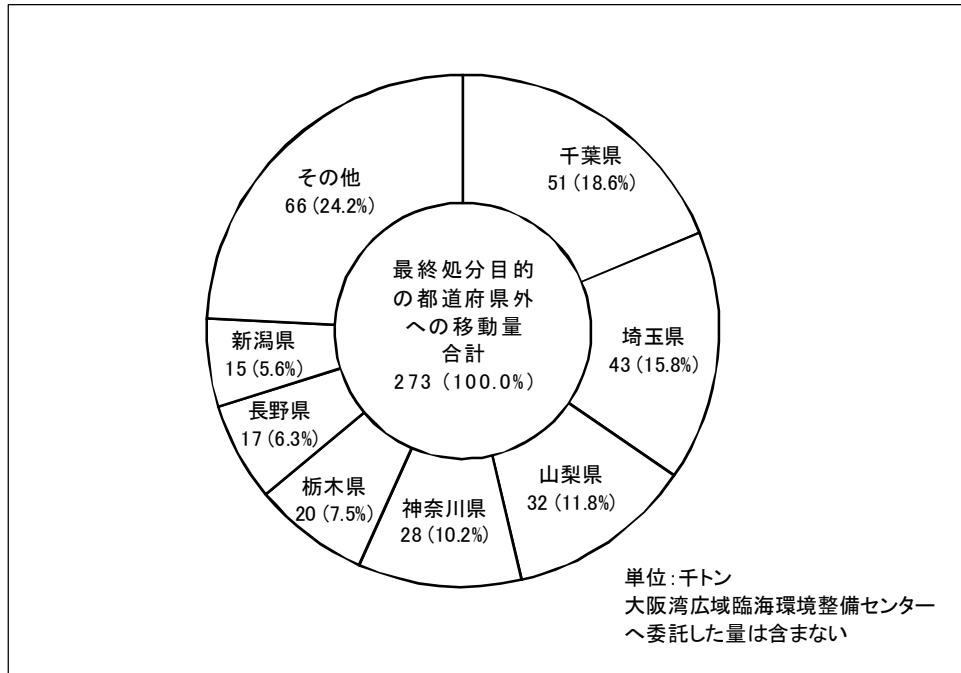 千葉県
51 (18.6%)
埼玉県
43 (15.8%)
山梨県
32 (11.8%)
神奈川県
28 (10.2%)
栃木県
20 (7.5%)
長野県
17 (6.3%)
新潟県
15 (5.6%)
その他
66 (24.2%)
最終処分目的
の都道府県外
への移動量
合計
273 (100.0%)
単位:千トン
大阪湾広域臨海環境整備センター
へ委託した量は含まない